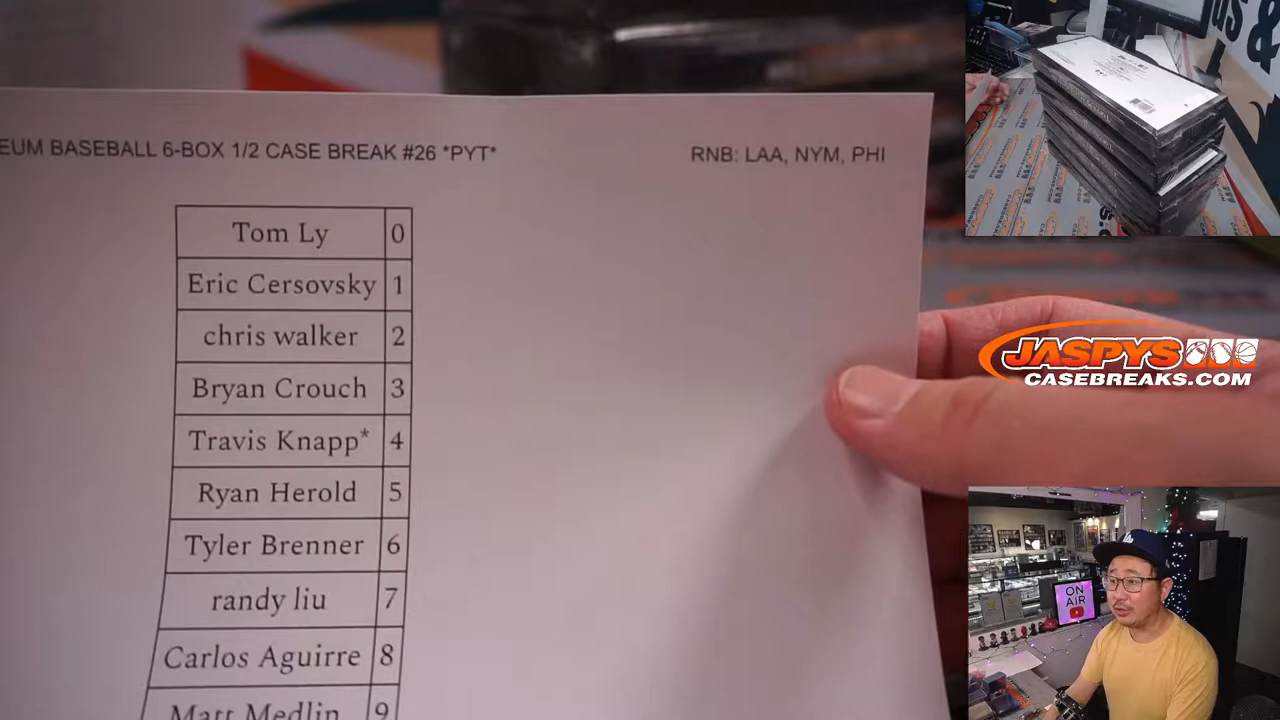 EUM BASEBALL 6-BOX 1/2 CASE BREAK #26 *PYT*
RNB: LAA, NYM, PHI
Tom Ly 0
Eric Cersovsky 1
chris walker 2
Bryan Crouch 3
Travis Knapp* 4
Ryan Herold 5
Tyler Brenner 6
randy liu 7
Carlos Aguirre 8
Matt Medlin 9
JASPYS
CASEBREAKS.COM
ON
AIR